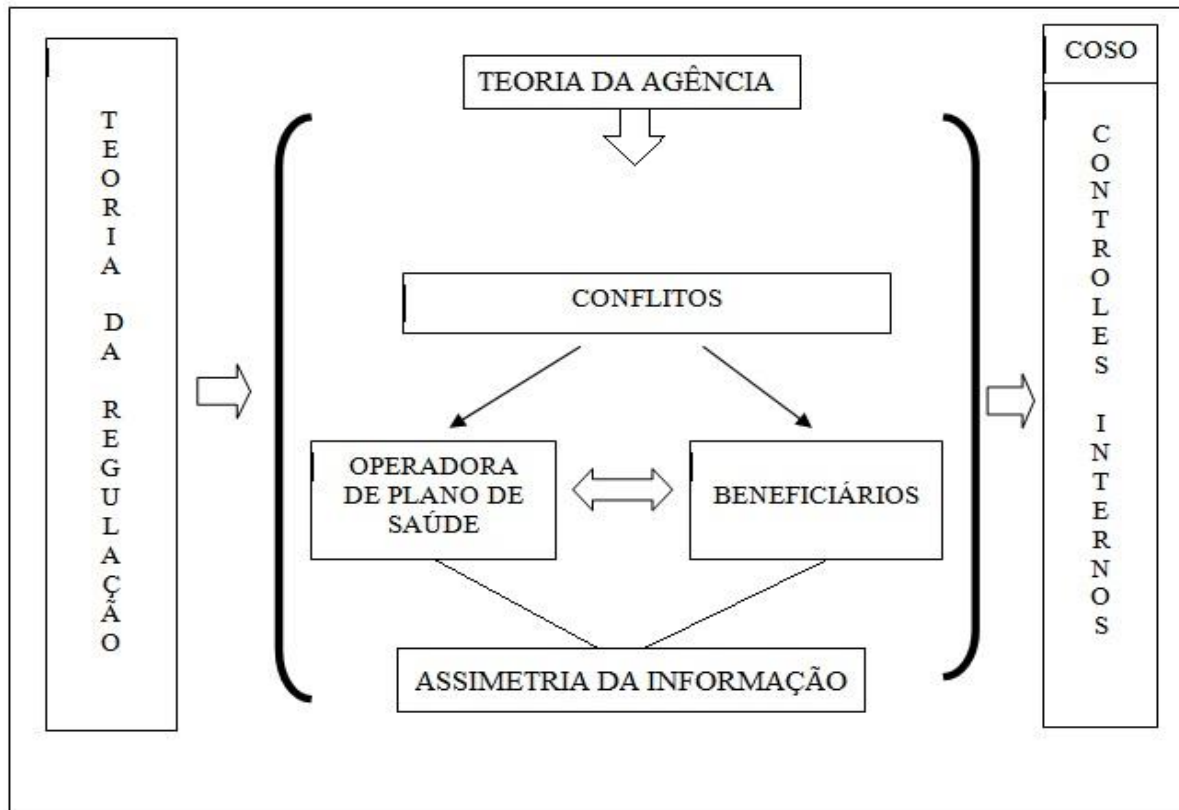 TEORIA DA REGULAÇÃO
TEORIA DA AGÊNCIA
CONFLITOS
OPERADORA
DE PLANO DE
SAÚDE
BENEFICIÁRIOS
ASSIMETRIA DA INFORMAÇÃO
COSO
CONTROLES INTERNOS